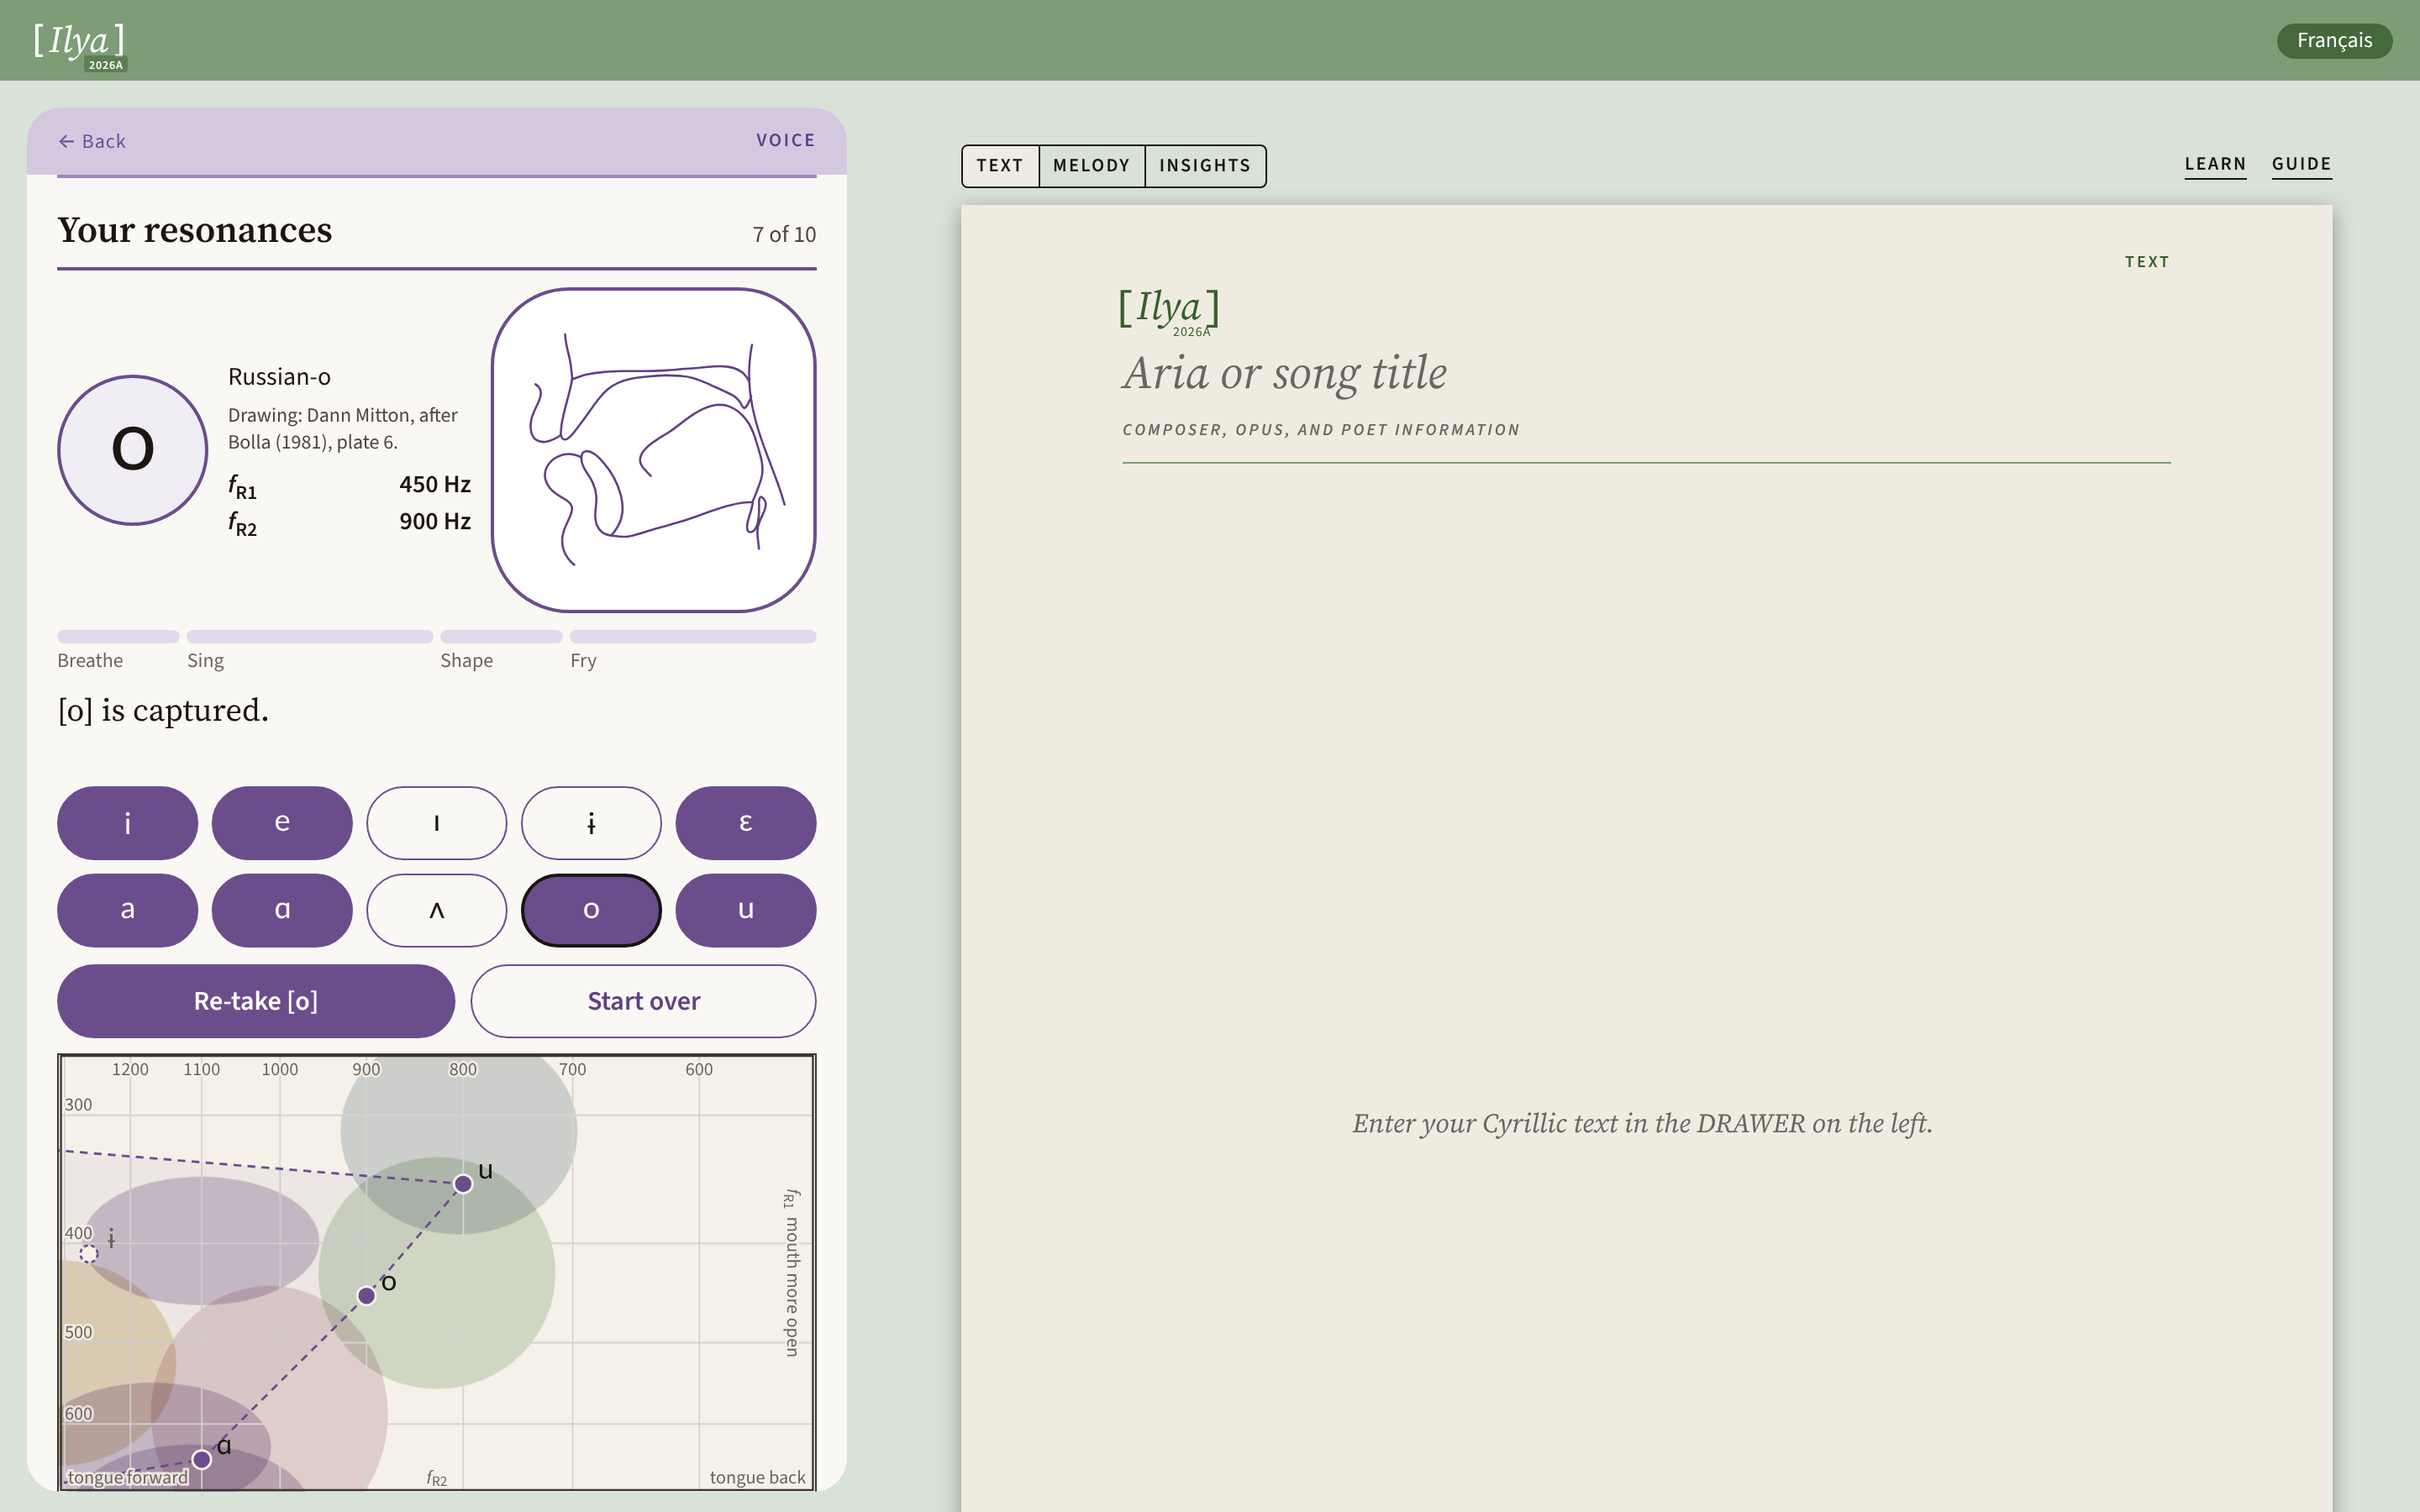 [Ilya]
2026A
Français
← Back
VOICE
Your resonances
7 of 10
o
Russian-o
Drawing: Dann Mitton, after
Bolla (1981), plate 6.
fR1 450 Hz
fR2 900 Hz
Breathe Sing Shape Fry
[o] is captured.
i e ɪ ɨ ɛ
a ɑ ʌ o u
Re-take [o] Start over
1200 1100 1000 900 800 700 600
300
u
400
ɨ
o
500
600
ɑ
fR1 mouth more open
tongue forward fR2 tongue back
TEXT MELODY INSIGHTS
LEARN GUIDE
TEXT
[Ilya]
2026A
Aria or song title
COMPOSER, OPUS, AND POET INFORMATION
Enter your Cyrillic text in the DRAWER on the left.